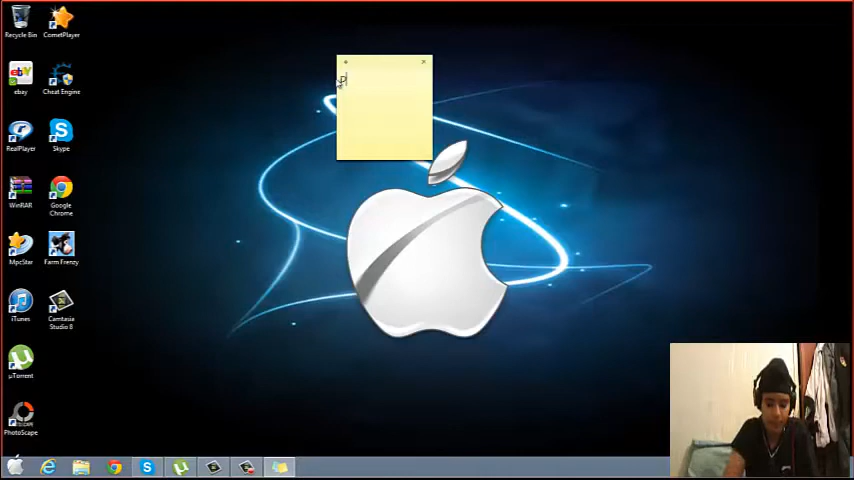 Recycle Bin
CometPlayer
ebay
ebay
Cheat Engine
RealPlayer
Skype
WinRAR
Google
Chrome
MpcStar
Farm Frenzy
iTunes
Camtasia
Studio 8
µTorrent
PhotoScape